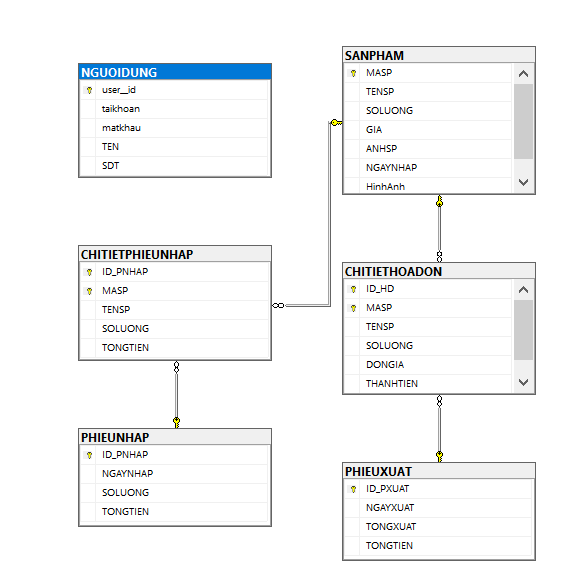 NGUOIDUNG
user_id
taikhoan
matkhau
TEN
SDT
SANPHAM
MASP
TENSP
SOLUONG
GIA
ANHSP
NGAYNHAP
HinhAnh
CHITIETPHIEUNHAP
ID_PNHAP
MASP
TENSP
SOLUONG
TONGTIEN
CHITIETHOADON
ID_HD
MASP
TENSP
SOLUONG
DONGIA
THANHTIEN
PHIEUNHAP
ID_PNHAP
NGAYNHAP
SOLUONG
TONGTIEN
PHIEUXUAT
ID_PXUAT
NGAYXUAT
TONGXUAT
TONGTIEN